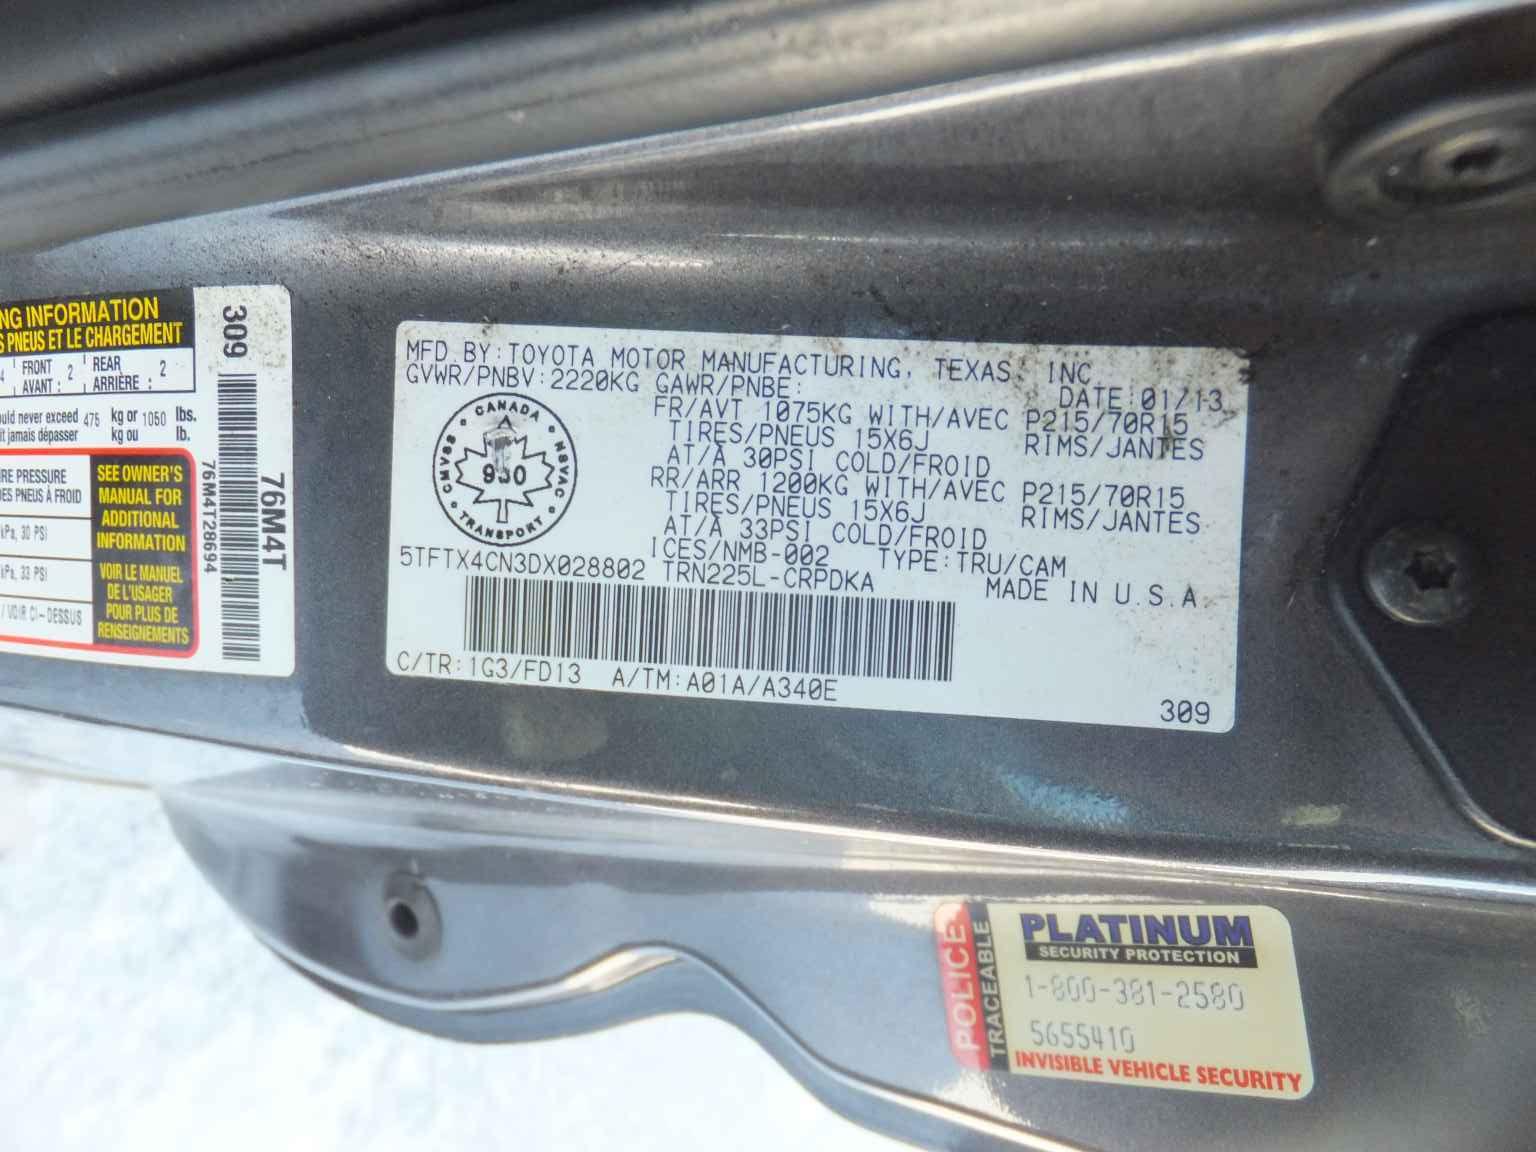 NG INFORMATION
S PNEUS ET LE CHARGEMENT
4 FRONT AVANT : 2 REAR ARRIÈRE : 2
ould never exceed 476 kg or 1050 lbs.
it jamais dépasser kg ou lb.
RE PRESSURE
DES PNEUS À FROID
kPa, 30 PSI
kPa, 33 PSI
/ VOIR CI-DESSUS
SEE OWNER'S
MANUAL FOR
ADDITIONAL
INFORMATION
VOIR LE MANUEL
DE L'USAGER
POUR PLUS DE
RENSEIGNEMENTS
309
76M4T
76M4T28694
MFD. BY: TOYOTA MOTOR MANUFACTURING, TEXAS, INC
GVWR/PNBV: 2220KG GAWR/PNBE: DATE: 01/13
FR/AVT 1075KG WITH/AVEC P215/70R15
TIRES/PNEUS 15X6J RIMS/JANTES
AT/À 30PSI COLD/FROID
RR/ARR 1200KG WITH/AVEC P215/70R15
TIRES/PNEUS 15X6J RIMS/JANTES
AT/À 33PSI COLD/FROID
ICES/NMB-002 TYPE: TRU/CAM
CANADA
CMVSS
NSVAC
TRANSPORT
5TFTX4CN3DX028802 TRN225L-CRPDKA MADE IN U.S.A.
C/TR: 1G3/FD13 A/TM: A01A/A340E
309
POLICE
TRACEABLE
PLATINUM
SECURITY PROTECTION
1-800-381-2580
5655410
INVISIBLE VEHICLE SECURITY